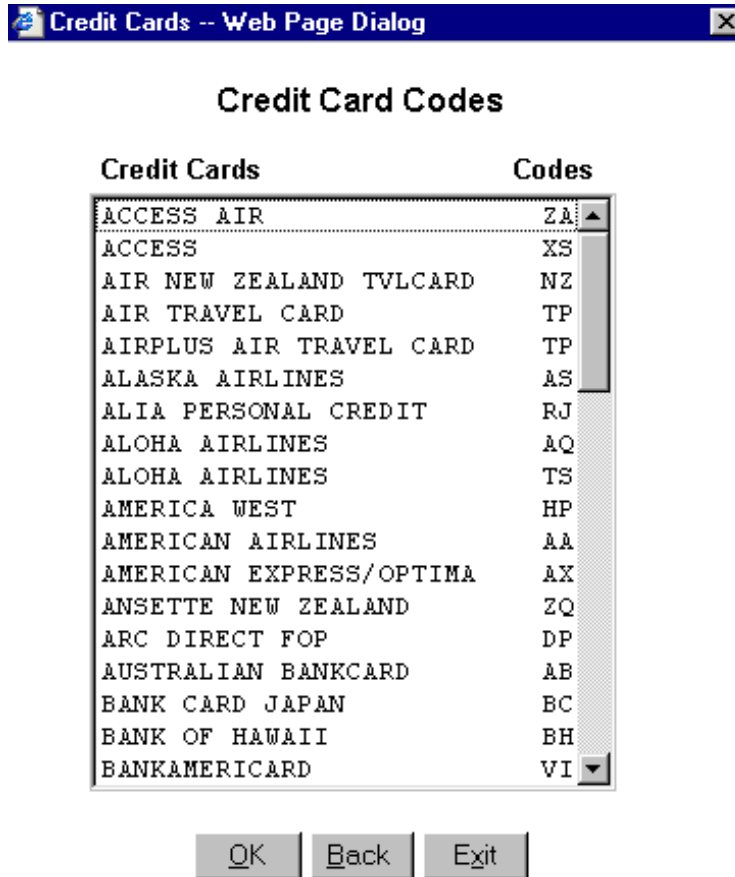 Credit Cards -- Web Page Dialog
Credit Card Codes
Credit Cards Codes
ACCESS AIR ZA
ACCESS XS
AIR NEW ZEALAND TVLCARD NZ
AIR TRAVEL CARD TP
AIRPLUS AIR TRAVEL CARD TP
ALASKA AIRLINES AS
ALIA PERSONAL CREDIT RJ
ALOHA AIRLINES AQ
ALOHA AIRLINES TS
AMERICA WEST HP
AMERICAN AIRLINES AA
AMERICAN EXPRESS/OPTIMA AX
ANSETTE NEW ZEALAND ZQ
ARC DIRECT FOP DP
AUSTRALIAN BANKCARD AB
BANK CARD JAPAN BC
BANK OF HAWAII BH
BANKAMERICARD VI
OK Back Exit